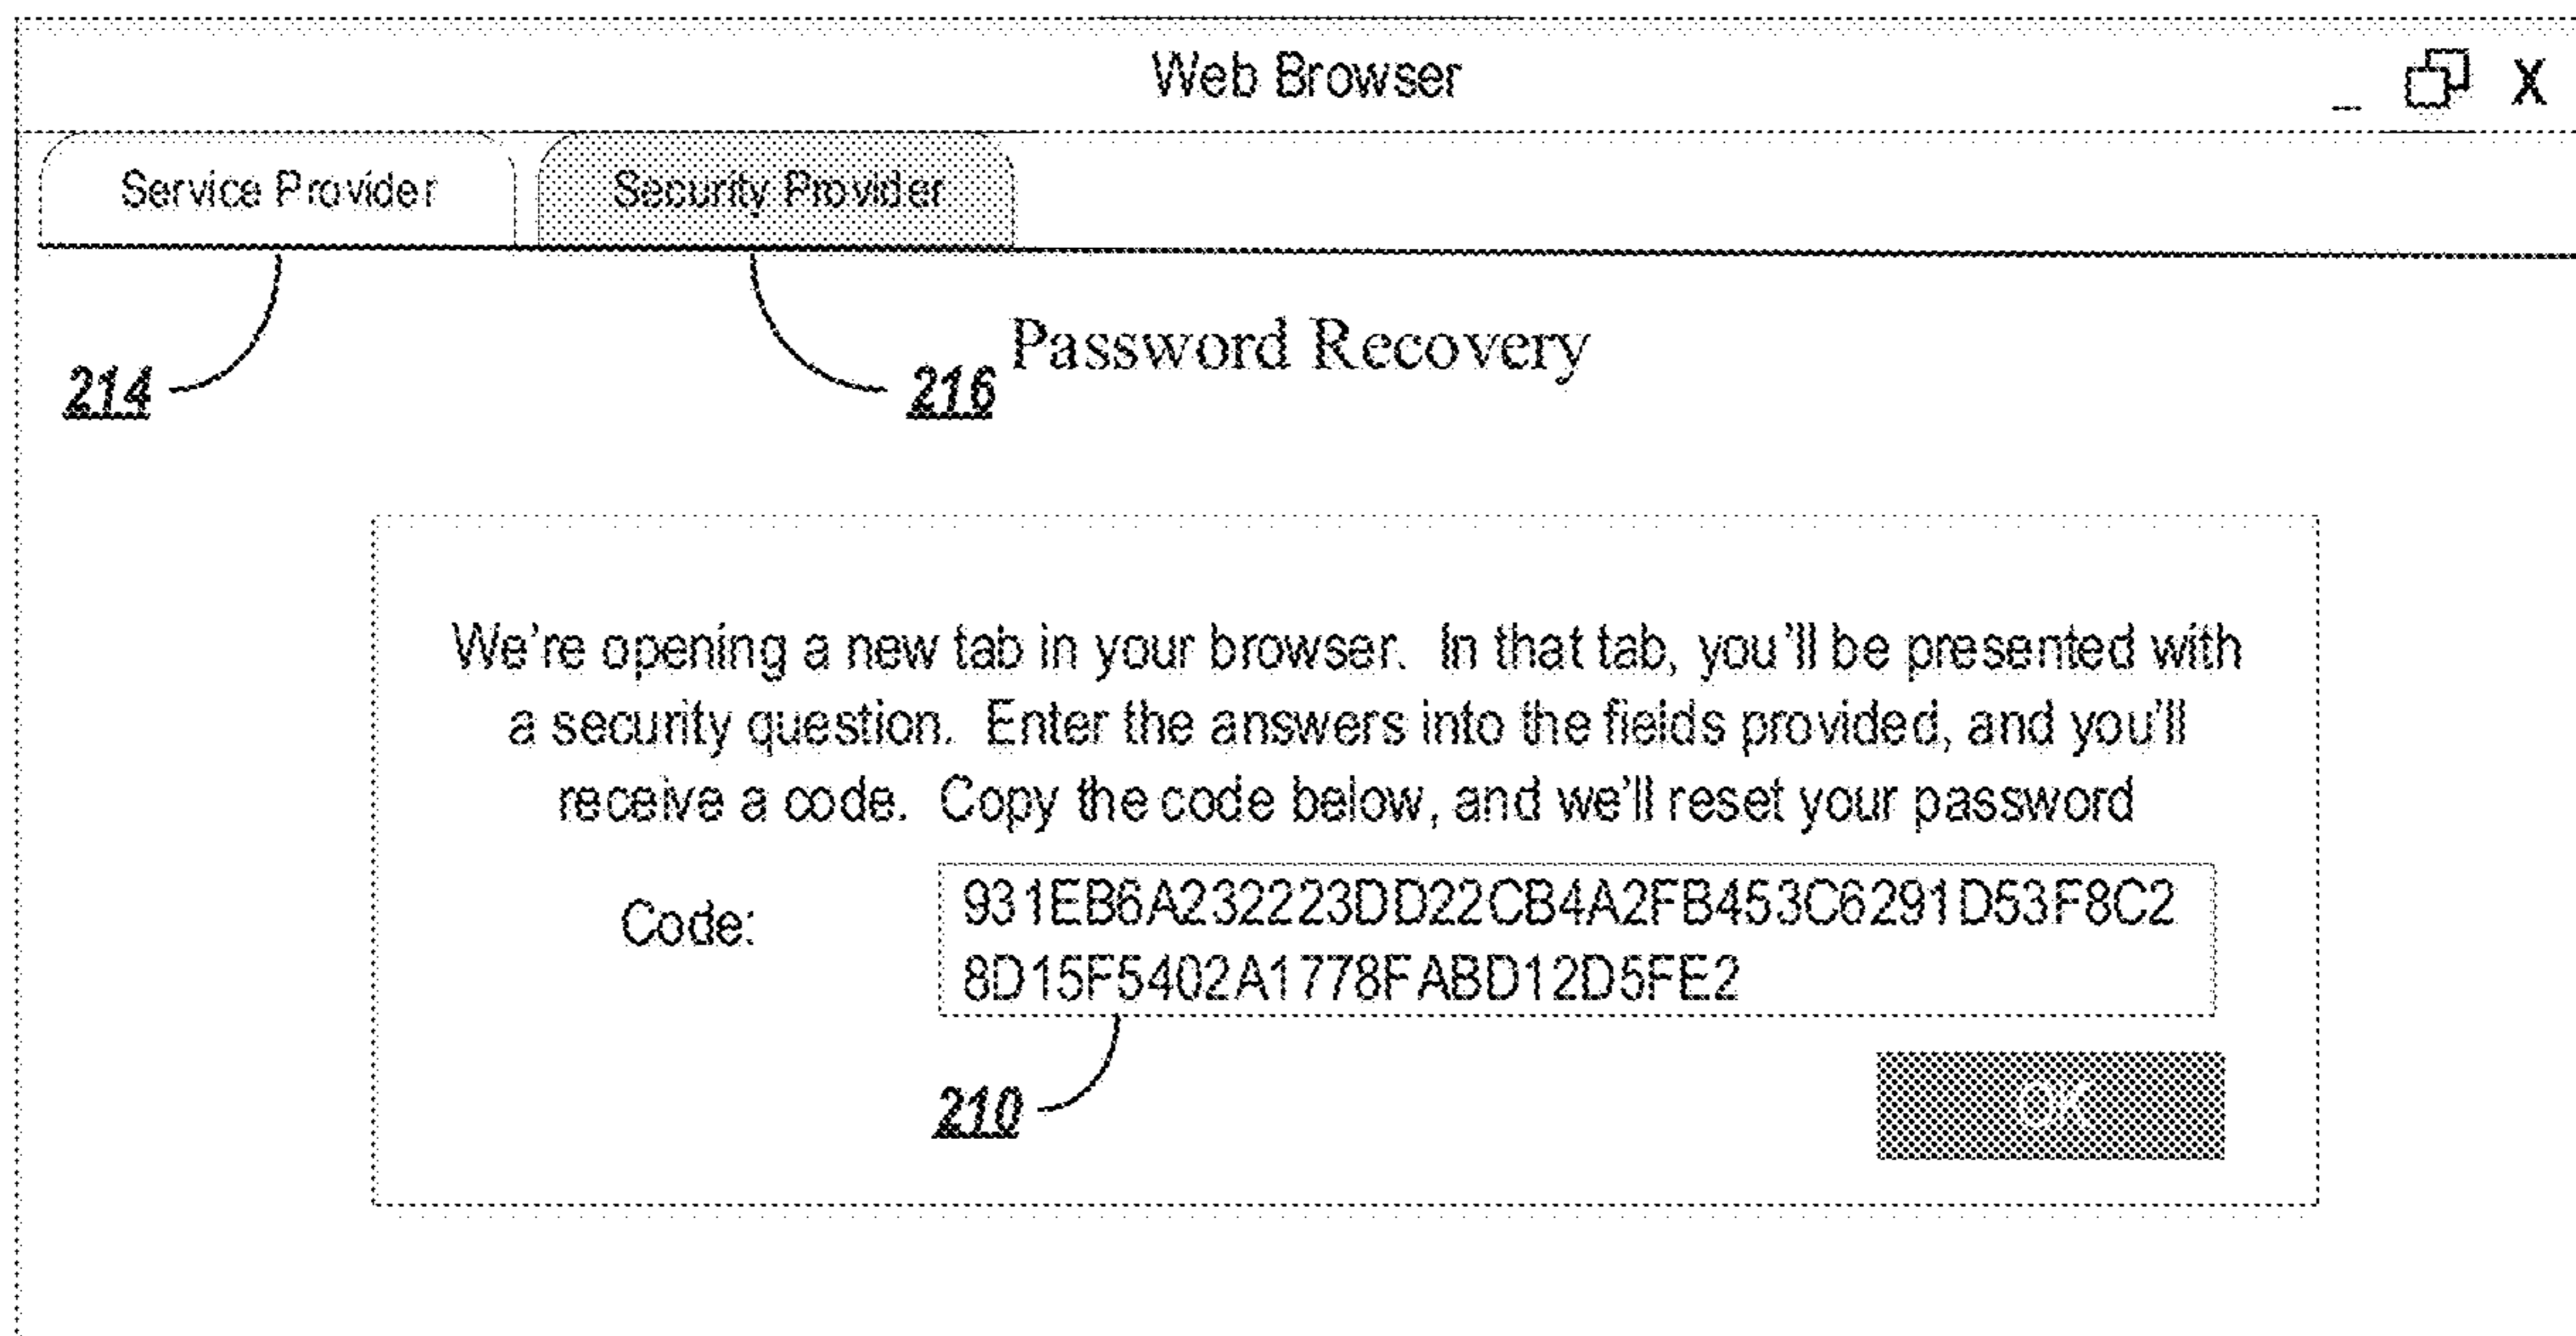 Web Browser
_ X
Service Provider
Security Provider
Password Recovery
214
216
We're opening a new tab in your browser. In that tab, you'll be presented with
a security question. Enter the answers into the fields provided, and you'll
receive a code. Copy the code below, and we'll reset your password
Code:
931EB6A232223DD22CB4A2FB453C6291D53F8C2
8D15F5402A1778FABD12D5FE2
210
OK